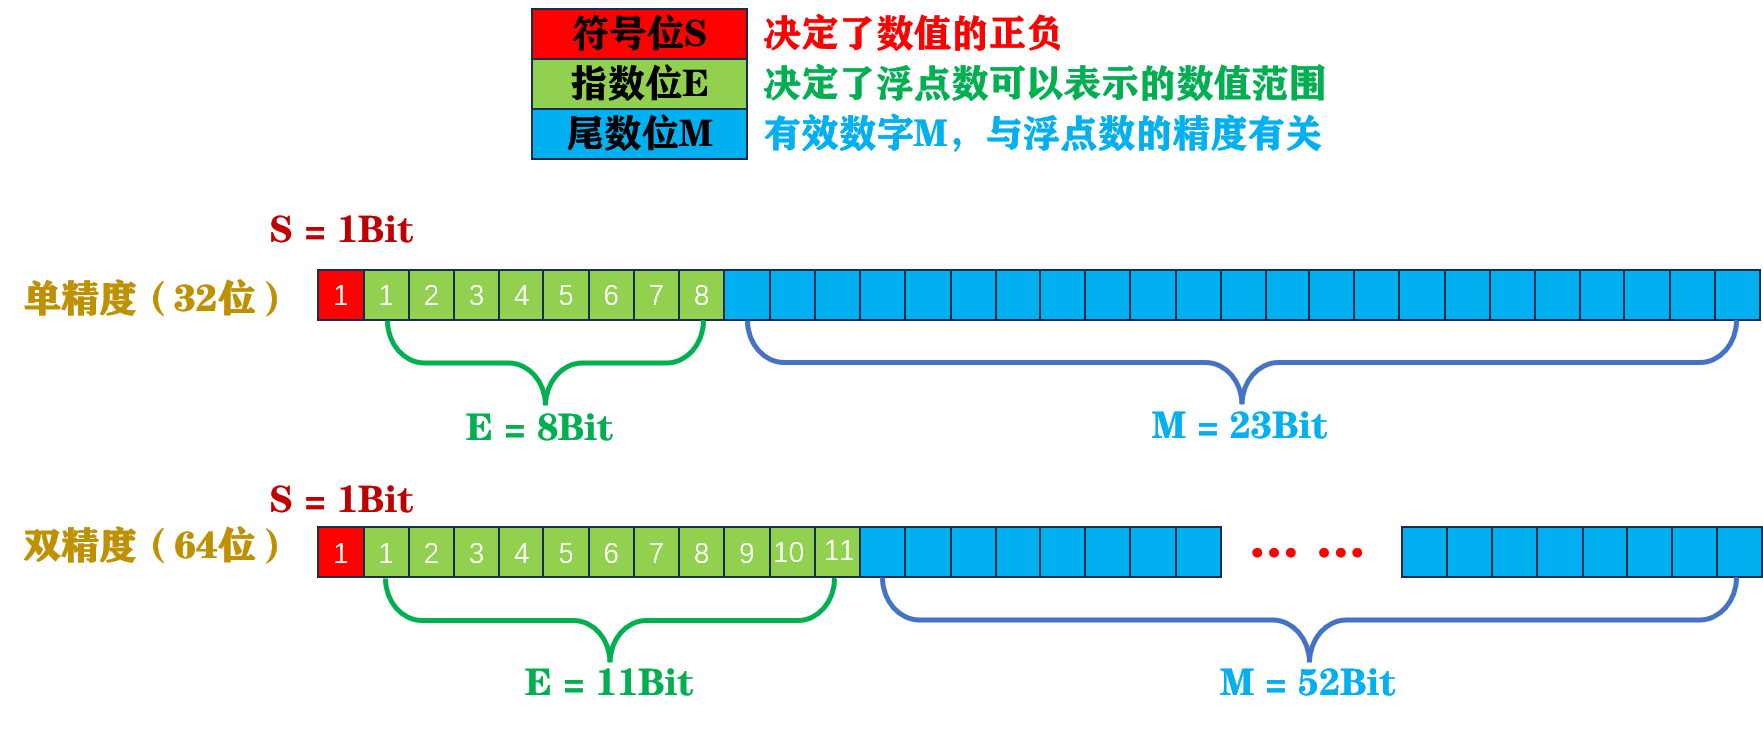 符号位S 决定了数值的正负
指数位E 决定了浮点数可以表示的数值范围
尾数位M 有效数字M，与浮点数的精度有关
S = 1Bit
单精度（32位） 1 1 2 3 4 5 6 7 8
E = 8Bit M = 23Bit
S = 1Bit
双精度（64位） 1 1 2 3 4 5 6 7 8 9 10 11 ... ...
E = 11Bit M = 52Bit